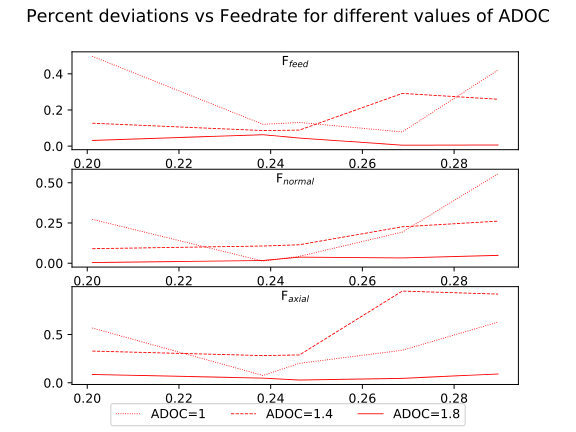 Percent deviations vs Feedrate for different values of ADOC
F_feed
0.4
0.2
0.0
0.20 0.22 0.24 0.26 0.28
F_normal
0.50
0.25
0.00
0.20 0.22 0.24 0.26 0.28
F_axial
0.5
0.0
0.20 0.22 0.24 0.26 0.28
ADOC=1 ADOC=1.4 ADOC=1.8